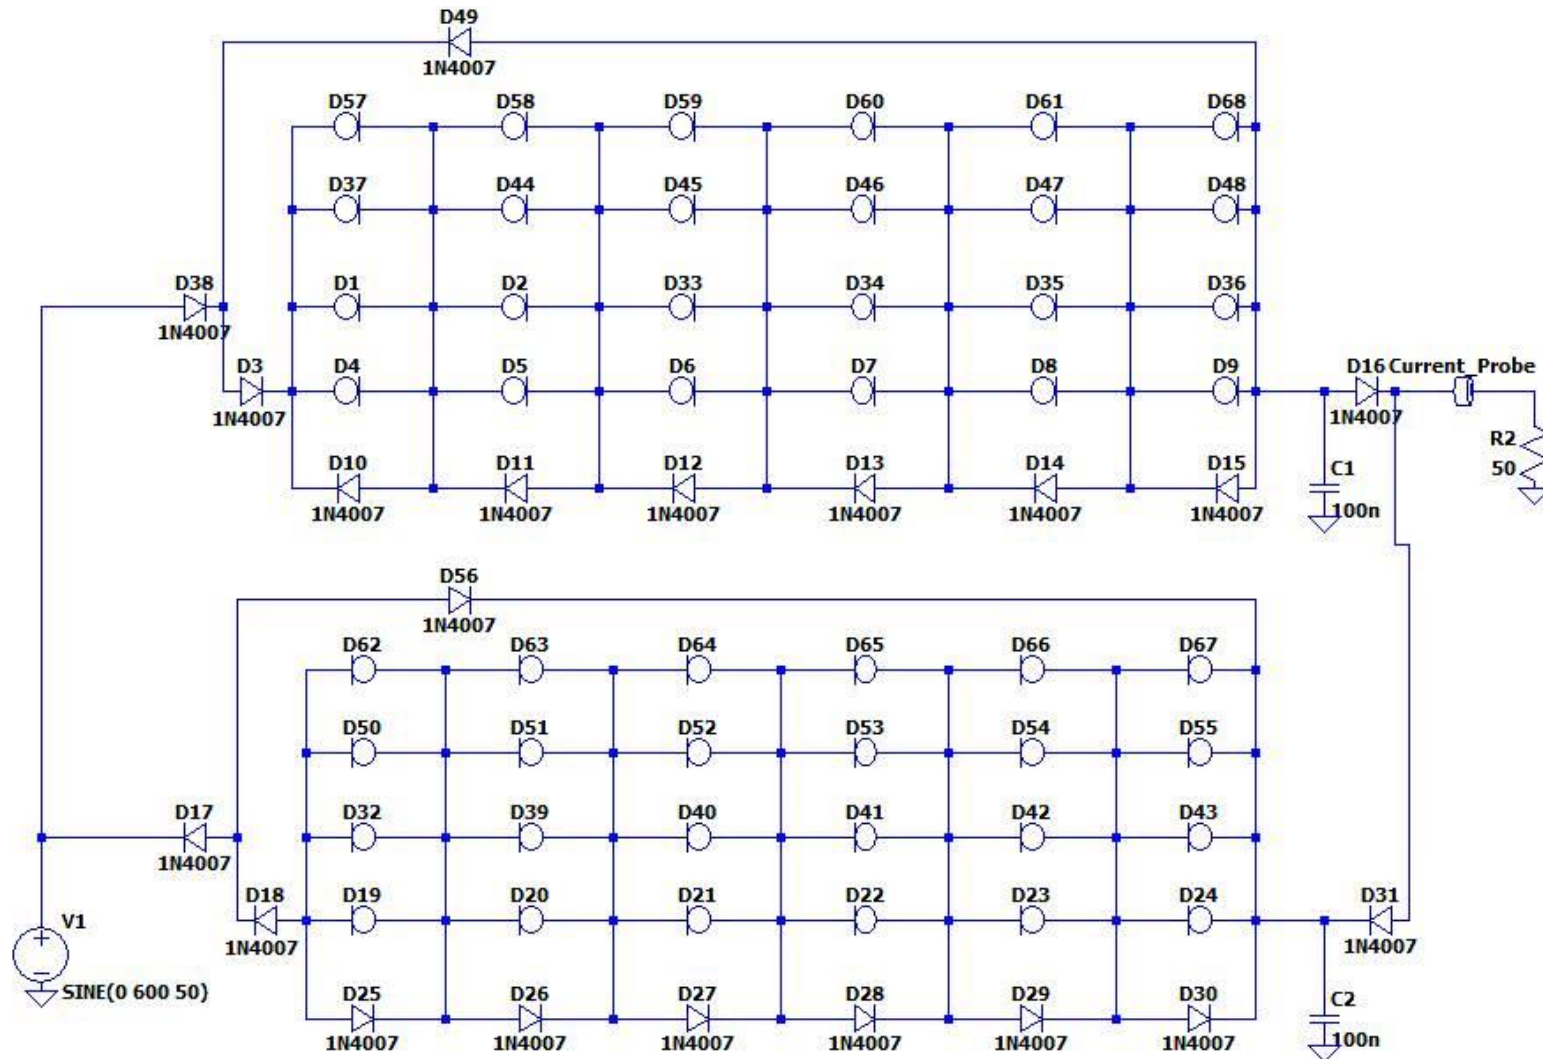 D49
1N4007
D57 D58 D59 D60 D61 D68
D37 D44 D45 D46 D47 D48
D38 D1 D2 D33 D34 D35 D36
1N4007
D3 D4 D5 D6 D7 D8 D9 D16 Current_Probe
1N4007 1N4007
R2
50
D10 D11 D12 D13 D14 D15 C1
1N4007 1N4007 1N4007 1N4007 1N4007 1N4007 100n
D56
1N4007
D62 D63 D64 D65 D66 D67
D50 D51 D52 D53 D54 D55
D17 D32 D39 D40 D41 D42 D43
1N4007
D18 D19 D20 D21 D22 D23 D24 D31
V1
1N4007 1N4007
SINE(0 600 50)
D25 D26 D27 D28 D29 D30 C2
1N4007 1N4007 1N4007 1N4007 1N4007 1N4007 100n